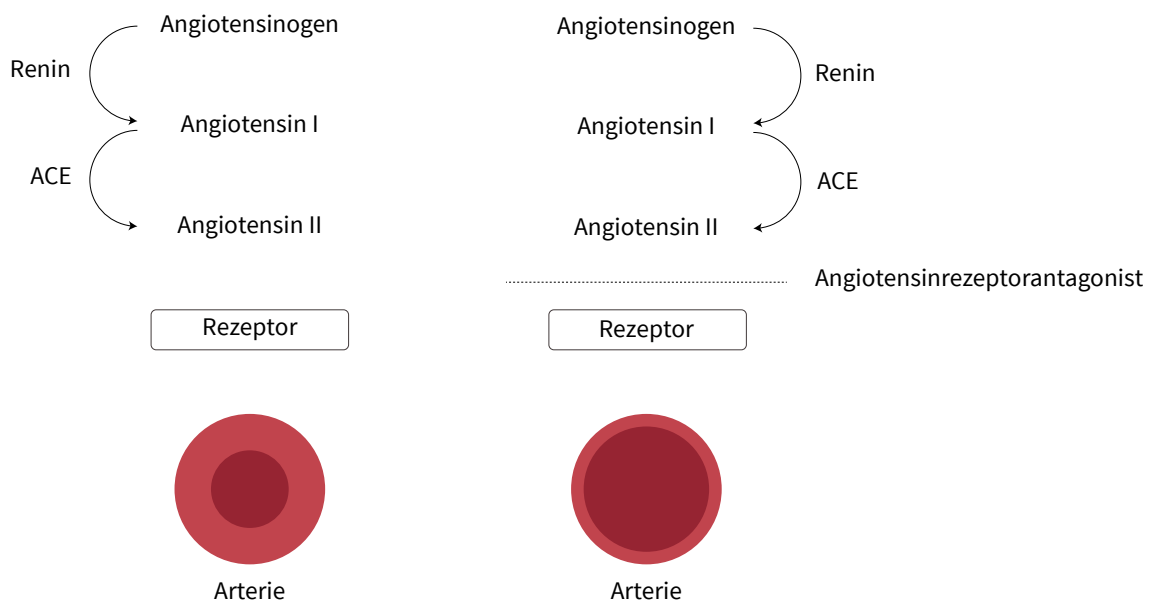 Angiotensinogen
Renin
Angiotensin I
ACE
Angiotensin II
Rezeptor
Arterie
Angiotensinogen
Renin
Angiotensin I
ACE
Angiotensin II
Angiotensinrezeptorantagonist
Rezeptor
Arterie